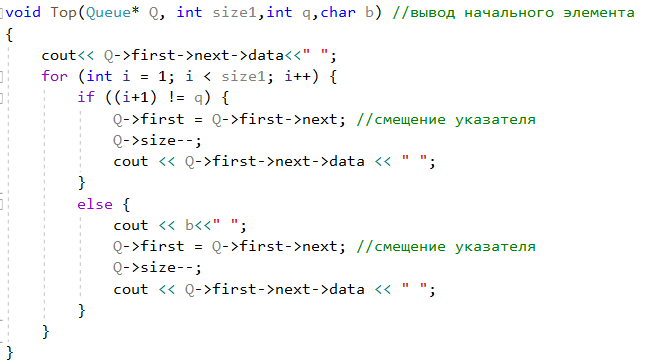 void Top(Queue* Q, int size1,int q,char b) //вывод начального элемента
{
cout<< Q->first->next->data<<" ";
for (int i = 1; i < size1; i++) {
if ((i+1) != q) {
Q->first = Q->first->next; //смещение указателя
Q->size--;
cout << Q->first->next->data << " ";
}
else {
cout << b<<" ";
Q->first = Q->first->next; //смещение указателя
Q->size--;
cout << Q->first->next->data << " ";
}
}
}